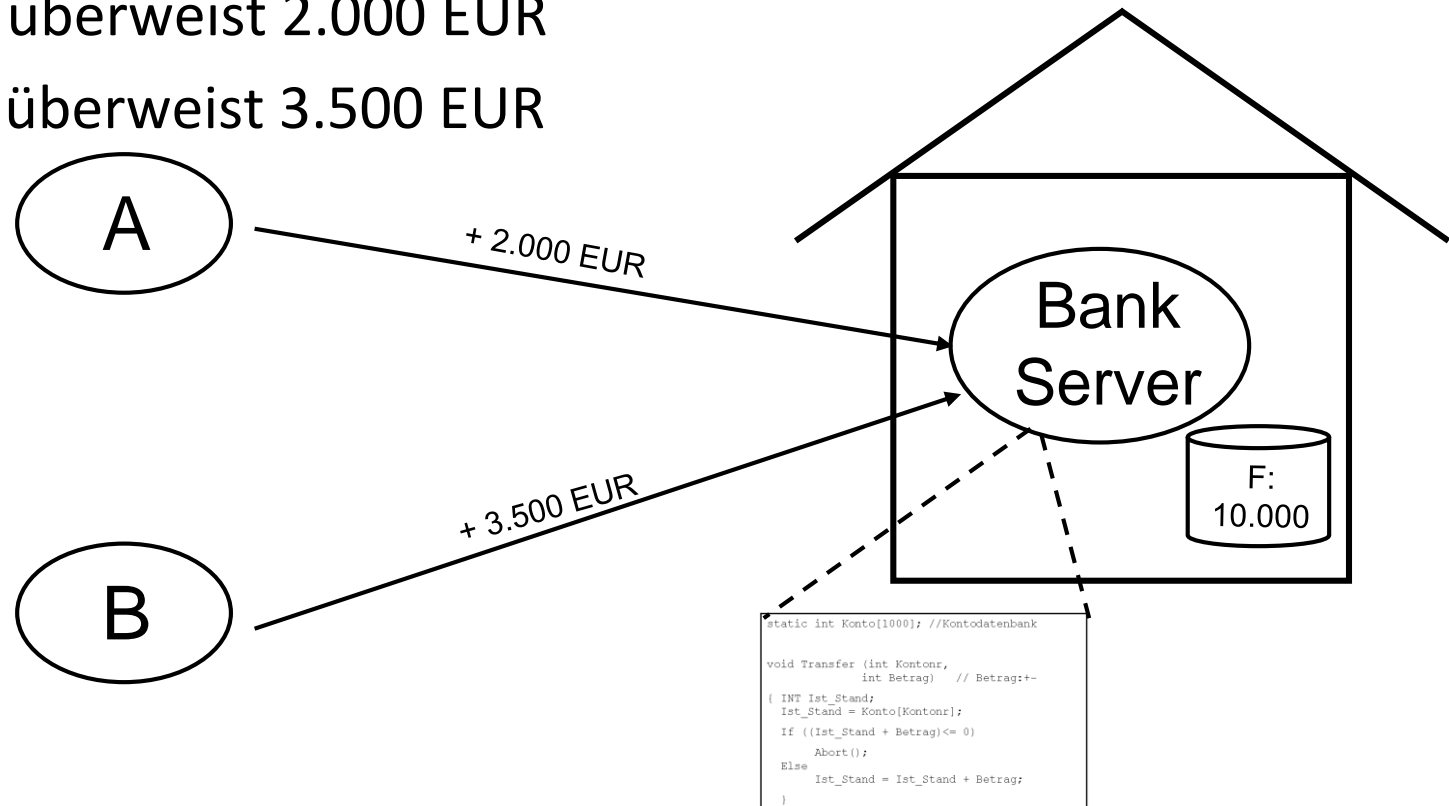 überweist 2.000 EUR
überweist 3.500 EUR
A
+ 2.000 EUR
Bank
Server
F:
10.000
+ 3.500 EUR
B
static int Konto[1000]; //Kontodatenbank
void Transfer (int Kontonr,
int Betrag) // Betrag:+-
{ INT Ist_Stand;
Ist_Stand = Konto[Kontonr];
If ((Ist_Stand + Betrag)<= 0)
Abort();
Else
Ist_Stand = Ist_Stand + Betrag;
}